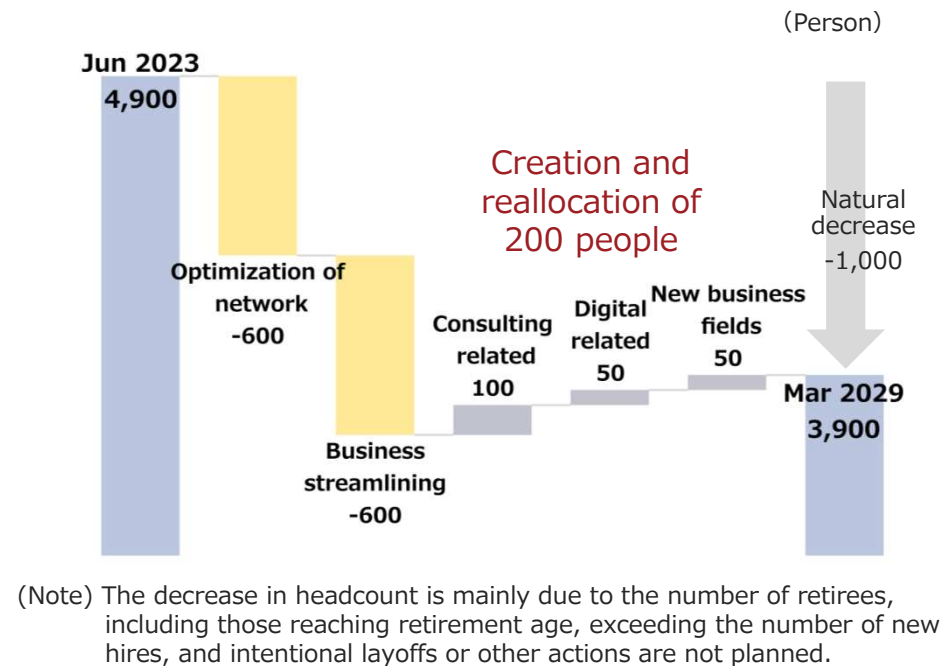 (Person)
Jun 2023
4,900
Creation and
reallocation of
200 people
Natural
decrease
-1,000
Optimization of
network
-600
Business
streamlining
-600
Consulting
related
100
Digital
related
50
New business
fields
50
Mar 2029
3,900
(Note) The decrease in headcount is mainly due to the number of retirees,
including those reaching retirement age, exceeding the number of new
hires, and intentional layoffs or other actions are not planned.